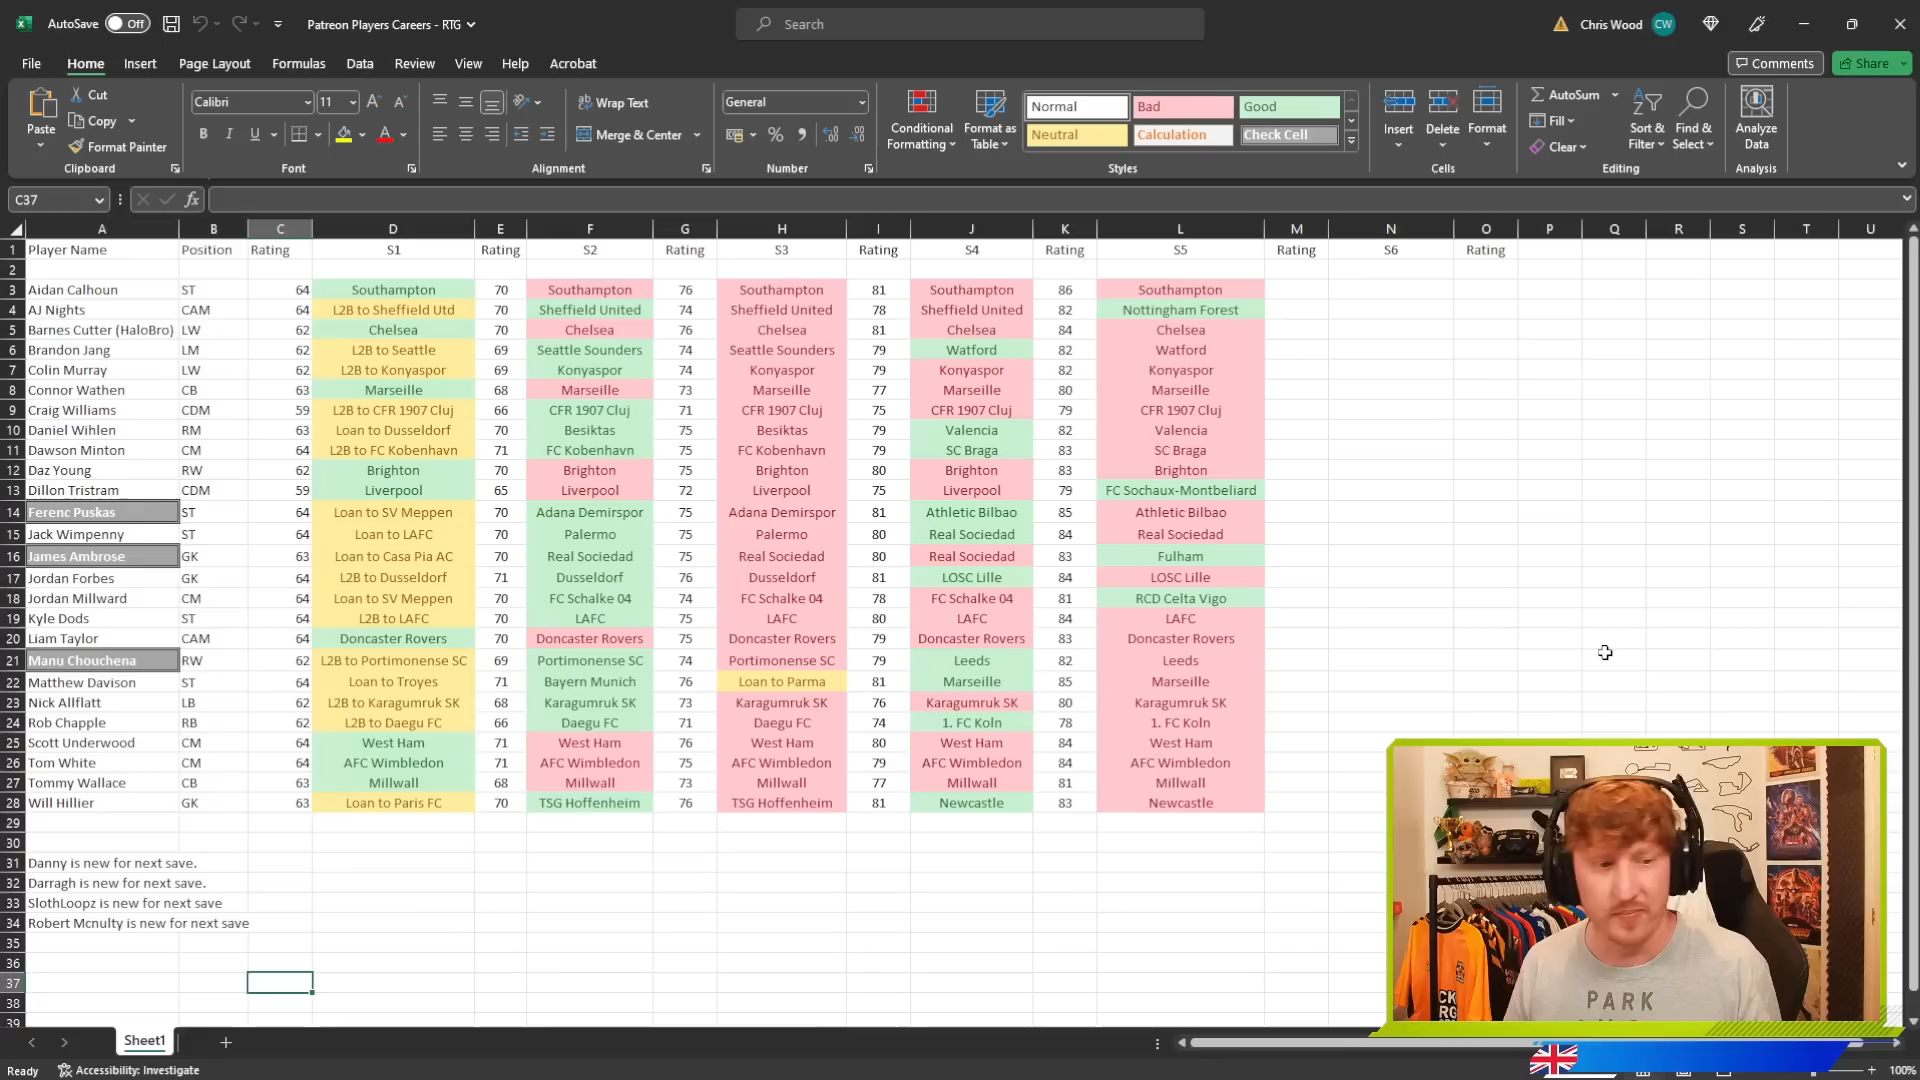 AutoSave Off Patreon Players Careers - RTG Search Chris Wood CW
File Home Insert Page Layout Formulas Data Review View Help Acrobat Comments Share
Paste Cut Copy Format Painter Clipboard
Calibri 11 A A B I U A Font
Wrap Text Merge & Center Alignment
General % Number
Conditional Formatting Format as Table Normal Bad Good Neutral Calculation Check Cell Styles
Insert Delete Format Cells
AutoSum Fill Clear Sort & Filter Find & Select Editing
Analyze Data Analysis
C37 fx
A B C D E F G H I J K L M N O P Q R S T U
1 Player Name Position Rating S1 Rating S2 Rating S3 Rating S4 Rating S5 Rating S6 Rating
2
3 Aidan Calhoun ST 64 Southampton 70 Southampton 76 Southampton 81 Southampton 86 Southampton
4 AJ Nights CAM 64 L2B to Sheffield Utd 70 Sheffield United 74 Sheffield United 78 Sheffield United 82 Nottingham Forest
5 Barnes Cutter (HaloBro) LW 62 Chelsea 70 Chelsea 76 Chelsea 81 Chelsea 84 Chelsea
6 Brandon Jang LM 62 L2B to Seattle 69 Seattle Sounders 74 Seattle Sounders 79 Watford 82 Watford
7 Colin Murray LW 62 L2B to Konyaspor 69 Konyaspor 74 Konyaspor 79 Konyaspor 82 Konyaspor
8 Connor Wathen CB 63 Marseille 68 Marseille 73 Marseille 77 Marseille 80 Marseille
9 Craig Williams CDM 59 L2B to CFR 1907 Cluj 66 CFR 1907 Cluj 71 CFR 1907 Cluj 75 CFR 1907 Cluj 79 CFR 1907 Cluj
10 Daniel Wihlen RM 63 Loan to Dusseldorf 70 Besiktas 75 Besiktas 79 Valencia 82 Valencia
11 Dawson Minton CM 64 L2B to FC Kobenhavn 71 FC Kobenhavn 75 FC Kobenhavn 79 SC Braga 83 SC Braga
12 Daz Young RW 62 Brighton 70 Brighton 75 Brighton 80 Brighton 83 Brighton
13 Dillon Tristram CDM 59 Liverpool 65 Liverpool 72 Liverpool 75 Liverpool 79 FC Sochaux-Montbeliard
14 Ferenc Puskas ST 64 Loan to SV Meppen 70 Adana Demirspor 75 Adana Demirspor 81 Athletic Bilbao 85 Athletic Bilbao
15 Jack Wimpenny ST 64 Loan to LAFC 70 Palermo 75 Palermo 80 Real Sociedad 84 Real Sociedad
16 James Ambrose GK 63 Loan to Casa Pia AC 70 Real Sociedad 75 Real Sociedad 80 Real Sociedad 83 Fulham
17 Jordan Forbes GK 64 L2B to Dusseldorf 71 Dusseldorf 76 Dusseldorf 81 LOSC Lille 84 LOSC Lille
18 Jordan Millward CM 64 Loan to SV Meppen 70 FC Schalke 04 74 FC Schalke 04 78 FC Schalke 04 81 RCD Celta Vigo
19 Kyle Dods ST 64 L2B to LAFC 70 LAFC 75 LAFC 80 LAFC 84 LAFC
20 Liam Taylor CAM 64 Doncaster Rovers 70 Doncaster Rovers 75 Doncaster Rovers 79 Doncaster Rovers 83 Doncaster Rovers
21 Manu Chouchena RW 62 L2B to Portimonense SC 69 Portimonense SC 74 Portimonense SC 79 Leeds 82 Leeds
22 Matthew Davison ST 64 Loan to Troyes 71 Bayern Munich 76 Loan to Parma 81 Marseille 85 Marseille
23 Nick Allflatt LB 62 L2B to Karagumruk SK 68 Karagumruk SK 73 Karagumruk SK 76 Karagumruk SK 80 Karagumruk SK
24 Rob Chapple RB 62 L2B to Daegu FC 66 Daegu FC 71 Daegu FC 74 1. FC Koln 78 1. FC Koln
25 Scott Underwood CM 64 West Ham 71 West Ham 76 West Ham 80 West Ham 84 West Ham
26 Tom White CM 64 AFC Wimbledon 71 AFC Wimbledon 75 AFC Wimbledon 79 AFC Wimbledon 84 AFC Wimbledon
27 Tommy Wallace CB 63 Millwall 68 Millwall 73 Millwall 77 Millwall 81 Millwall
28 Will Hillier GK 63 Loan to Paris FC 70 TSG Hoffenheim 76 TSG Hoffenheim 81 Newcastle 83 Newcastle
29
30
31 Danny is new for next save.
32 Darragh is new for next save.
33 SlothLoopz is new for next save
34 Robert Mcnulty is new for next save
35
36
37
38
39
PARK
Sheet1
Ready Accessibility: Investigate 100%